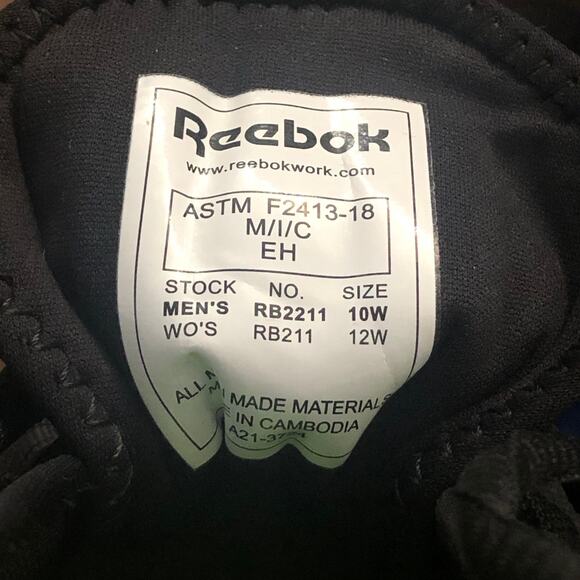 Reebok
www.reebokwork.com
ASTM F2413-18
M/I/C
EH
STOCK NO. SIZE
MEN'S RB2211 10W
WO'S RB211 12W
ALL MADE MATERIALS
IN CAMBODIA